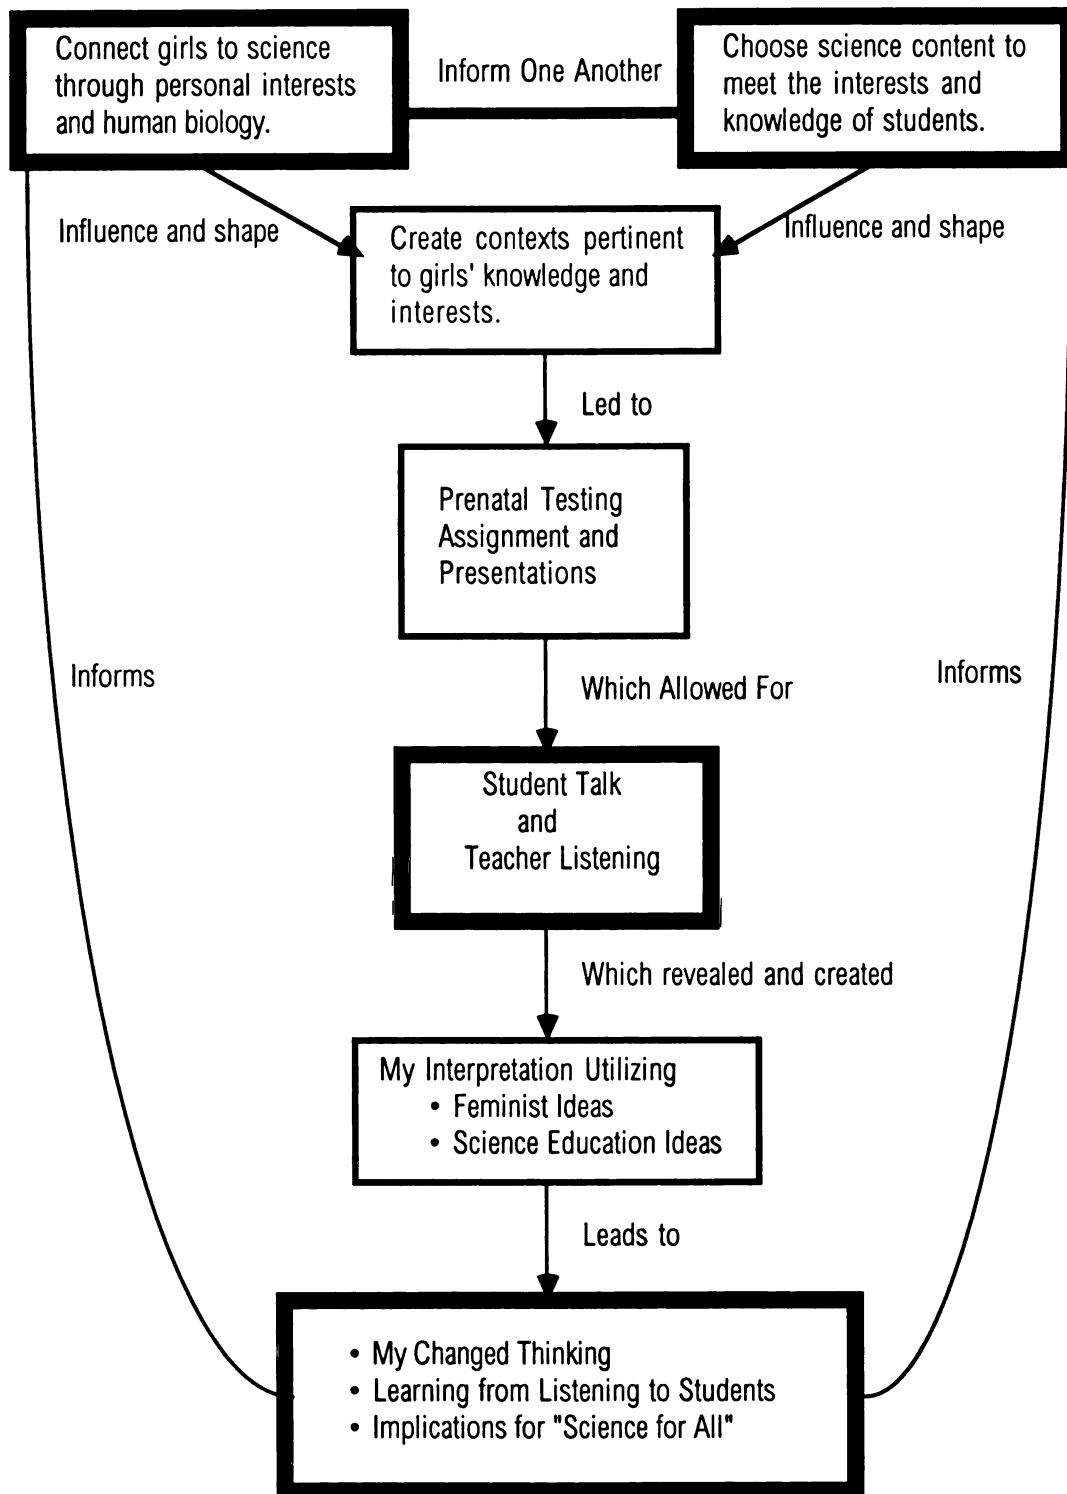 Connect girls to science
through personal interests
and human biology.
Inform One Another
Choose science content to
meet the interests and
knowledge of students.
Influence and shape
Create contexts pertinent
to girls' knowledge and
interests.
Influence and shape
Led to
Prenatal Testing
Assignment and
Presentations
Informs
Which Allowed For
Informs
Student Talk
and
Teacher Listening
Which revealed and created
My Interpretation Utilizing
• Feminist Ideas
• Science Education Ideas
Leads to
• My Changed Thinking
• Learning from Listening to Students
• Implications for "Science for All"